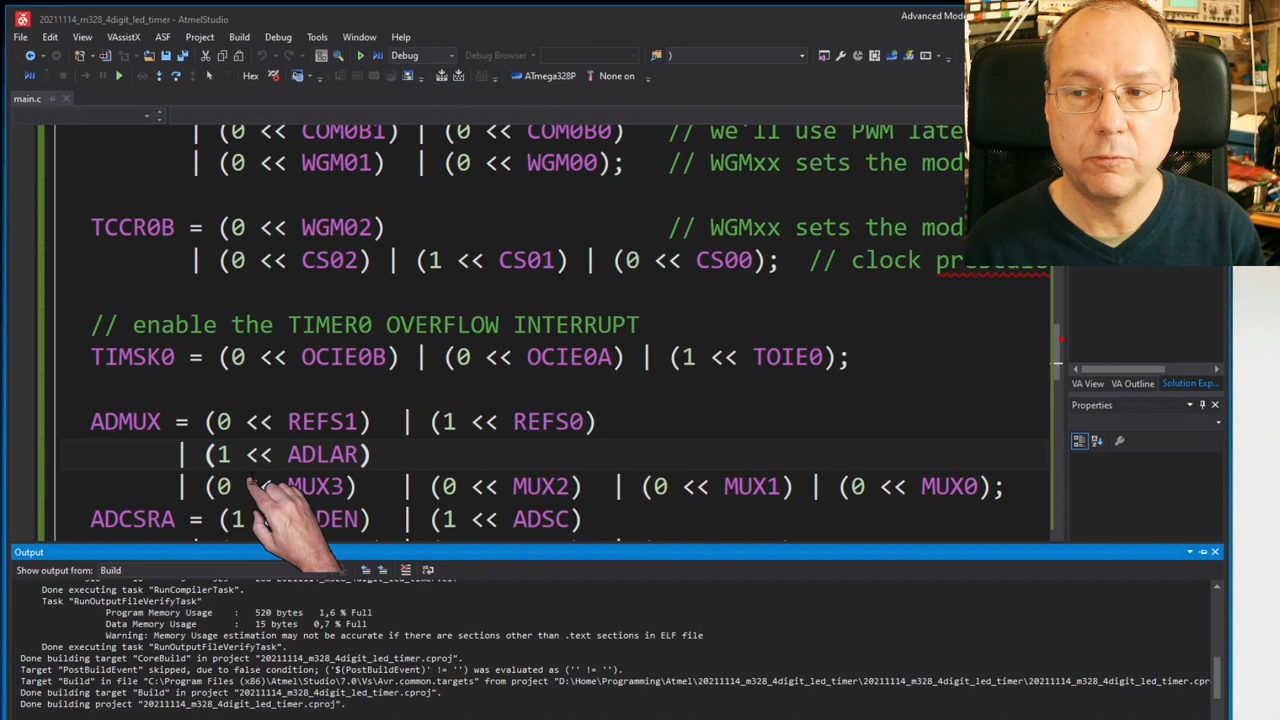 20211114_m328_4digit_led_timer - AtmelStudio
Advanced Mode
File Edit View VAssistX ASF Project Build Debug Tools Window Help
Debug Debug Browser )
Hex ATmega328P None on
main.c
| (0 << COM0B1) | (0 << COM0B0) // we'll use PWM late
| (0 << WGM01) | (0 << WGM00); // WGMxx sets the mod
TCCR0B = (0 << WGM02) // WGMxx sets the mod
| (0 << CS02) | (1 << CS01) | (0 << CS00); // clock
// enable the TIMER0 OVERFLOW INTERRUPT
TIMSK0 = (0 << OCIE0B) | (0 << OCIE0A) | (1 << TOIE0);
ADMUX = (0 << REFS1) | (1 << REFS0)
| (1 << ADLAR)
| (0 << MUX3) | (0 << MUX2) | (0 << MUX1) | (0 << MUX0);
ADCSRA = (1 DEN) | (1 << ADSC)
VA View VA Outline Solution Exp...
Properties
Output
Show output from: Build
Done executing task "RunCompilerTask".
Task "RunOutputFileVerifyTask"
Program Memory Usage : 520 bytes 1,6 % Full
Data Memory Usage : 15 bytes 0,7 % Full
Warning: Memory Usage estimation may not be accurate if there are sections other than .text sections in ELF file
Done executing task "RunOutputFileVerifyTask".
Done building target "CoreBuild" in project "20211114_m328_4digit_led_timer.cproj".
Target "PostBuildEvent" skipped, due to false condition; ('$(PostBuildEvent)' != '') was evaluated as ('' != '').
Target "Build" in file "C:\Program Files (x86)\Atmel\Studio\7.0\Vs\Avr.common.targets" from project "D:\Home\Programming\Atmel\20211114_m328_4digit_led_timer\20211114_m328_4digit_led_timer\20211114_m328_4digit_led_timer.cpr
Done building target "Build" in project "20211114_m328_4digit_led_timer.cproj".
Done building project "20211114_m328_4digit_led_timer.cproj".